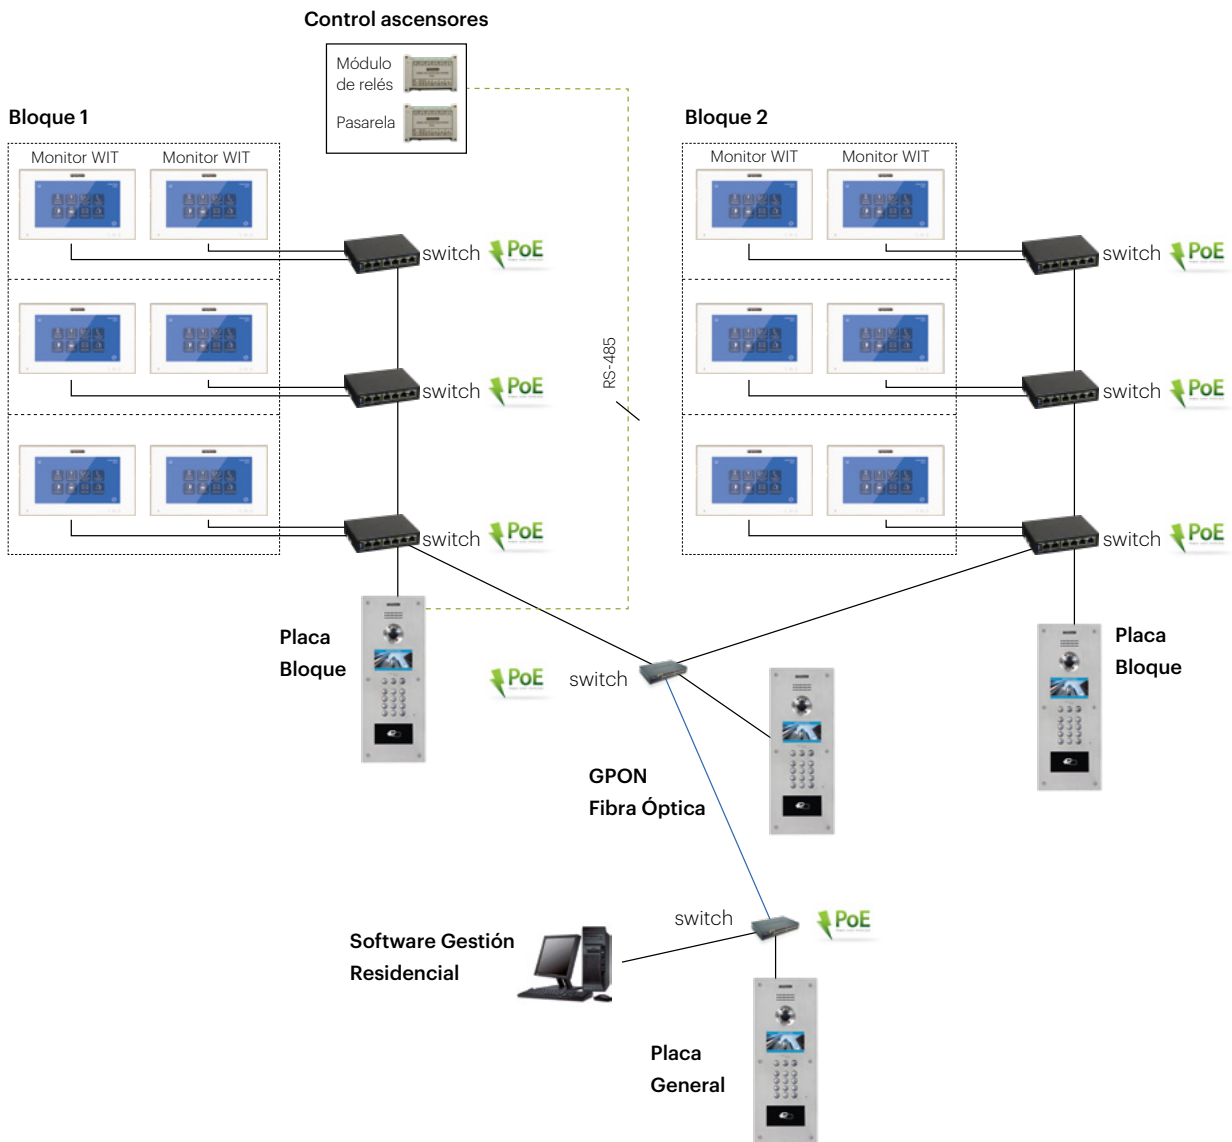 Control ascensores
Módulo
de relés
Pasarela
Bloque 1
Bloque 2
Monitor WIT
Monitor WIT
Monitor WIT
Monitor WIT
switch
PoE
switch
PoE
RS-485
switch
PoE
switch
PoE
switch
PoE
switch
PoE
Placa
Bloque
Placa
Bloque
PoE
switch
GPON
Fibra Óptica
switch
PoE
Software Gestión
Residencial
Placa
General